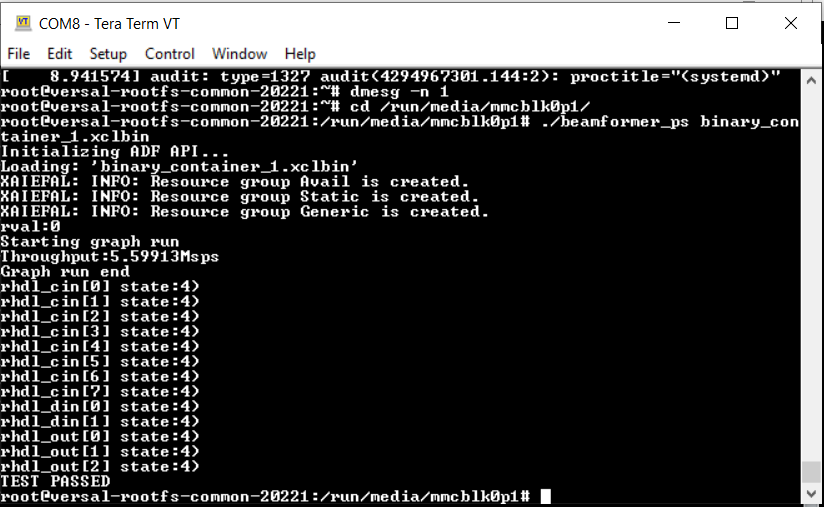 COM8 - Tera Term VT
File Edit Setup Control Window Help
[    8.941574] audit: type=1327 audit(4294967301.144:2): proctitle="(systemd)"
root@versal-rootfs-common-20221:~# dmesg -n 1
root@versal-rootfs-common-20221:~# cd /run/media/mmcblk0p1/
root@versal-rootfs-common-20221:/run/media/mmcblk0p1# ./beamformer_ps binary_con
tainer_1.xclbin
Initializing ADF API...
Loading: 'binary_container_1.xclbin'
XAIEFAL: INFO: Resource group Avail is created.
XAIEFAL: INFO: Resource group Static is created.
XAIEFAL: INFO: Resource group Generic is created.
rval:0
Starting graph run
Throughput:5.59913Msps
Graph run end
rhdl_cin[0] state:4)
rhdl_cin[1] state:4)
rhdl_cin[2] state:4)
rhdl_cin[3] state:4)
rhdl_cin[4] state:4)
rhdl_cin[5] state:4)
rhdl_cin[6] state:4)
rhdl_cin[7] state:4)
rhdl_din[0] state:4)
rhdl_din[1] state:4)
rhdl_out[0] state:4)
rhdl_out[1] state:4)
rhdl_out[2] state:4)
TEST PASSED
root@versal-rootfs-common-20221:/run/media/mmcblk0p1#